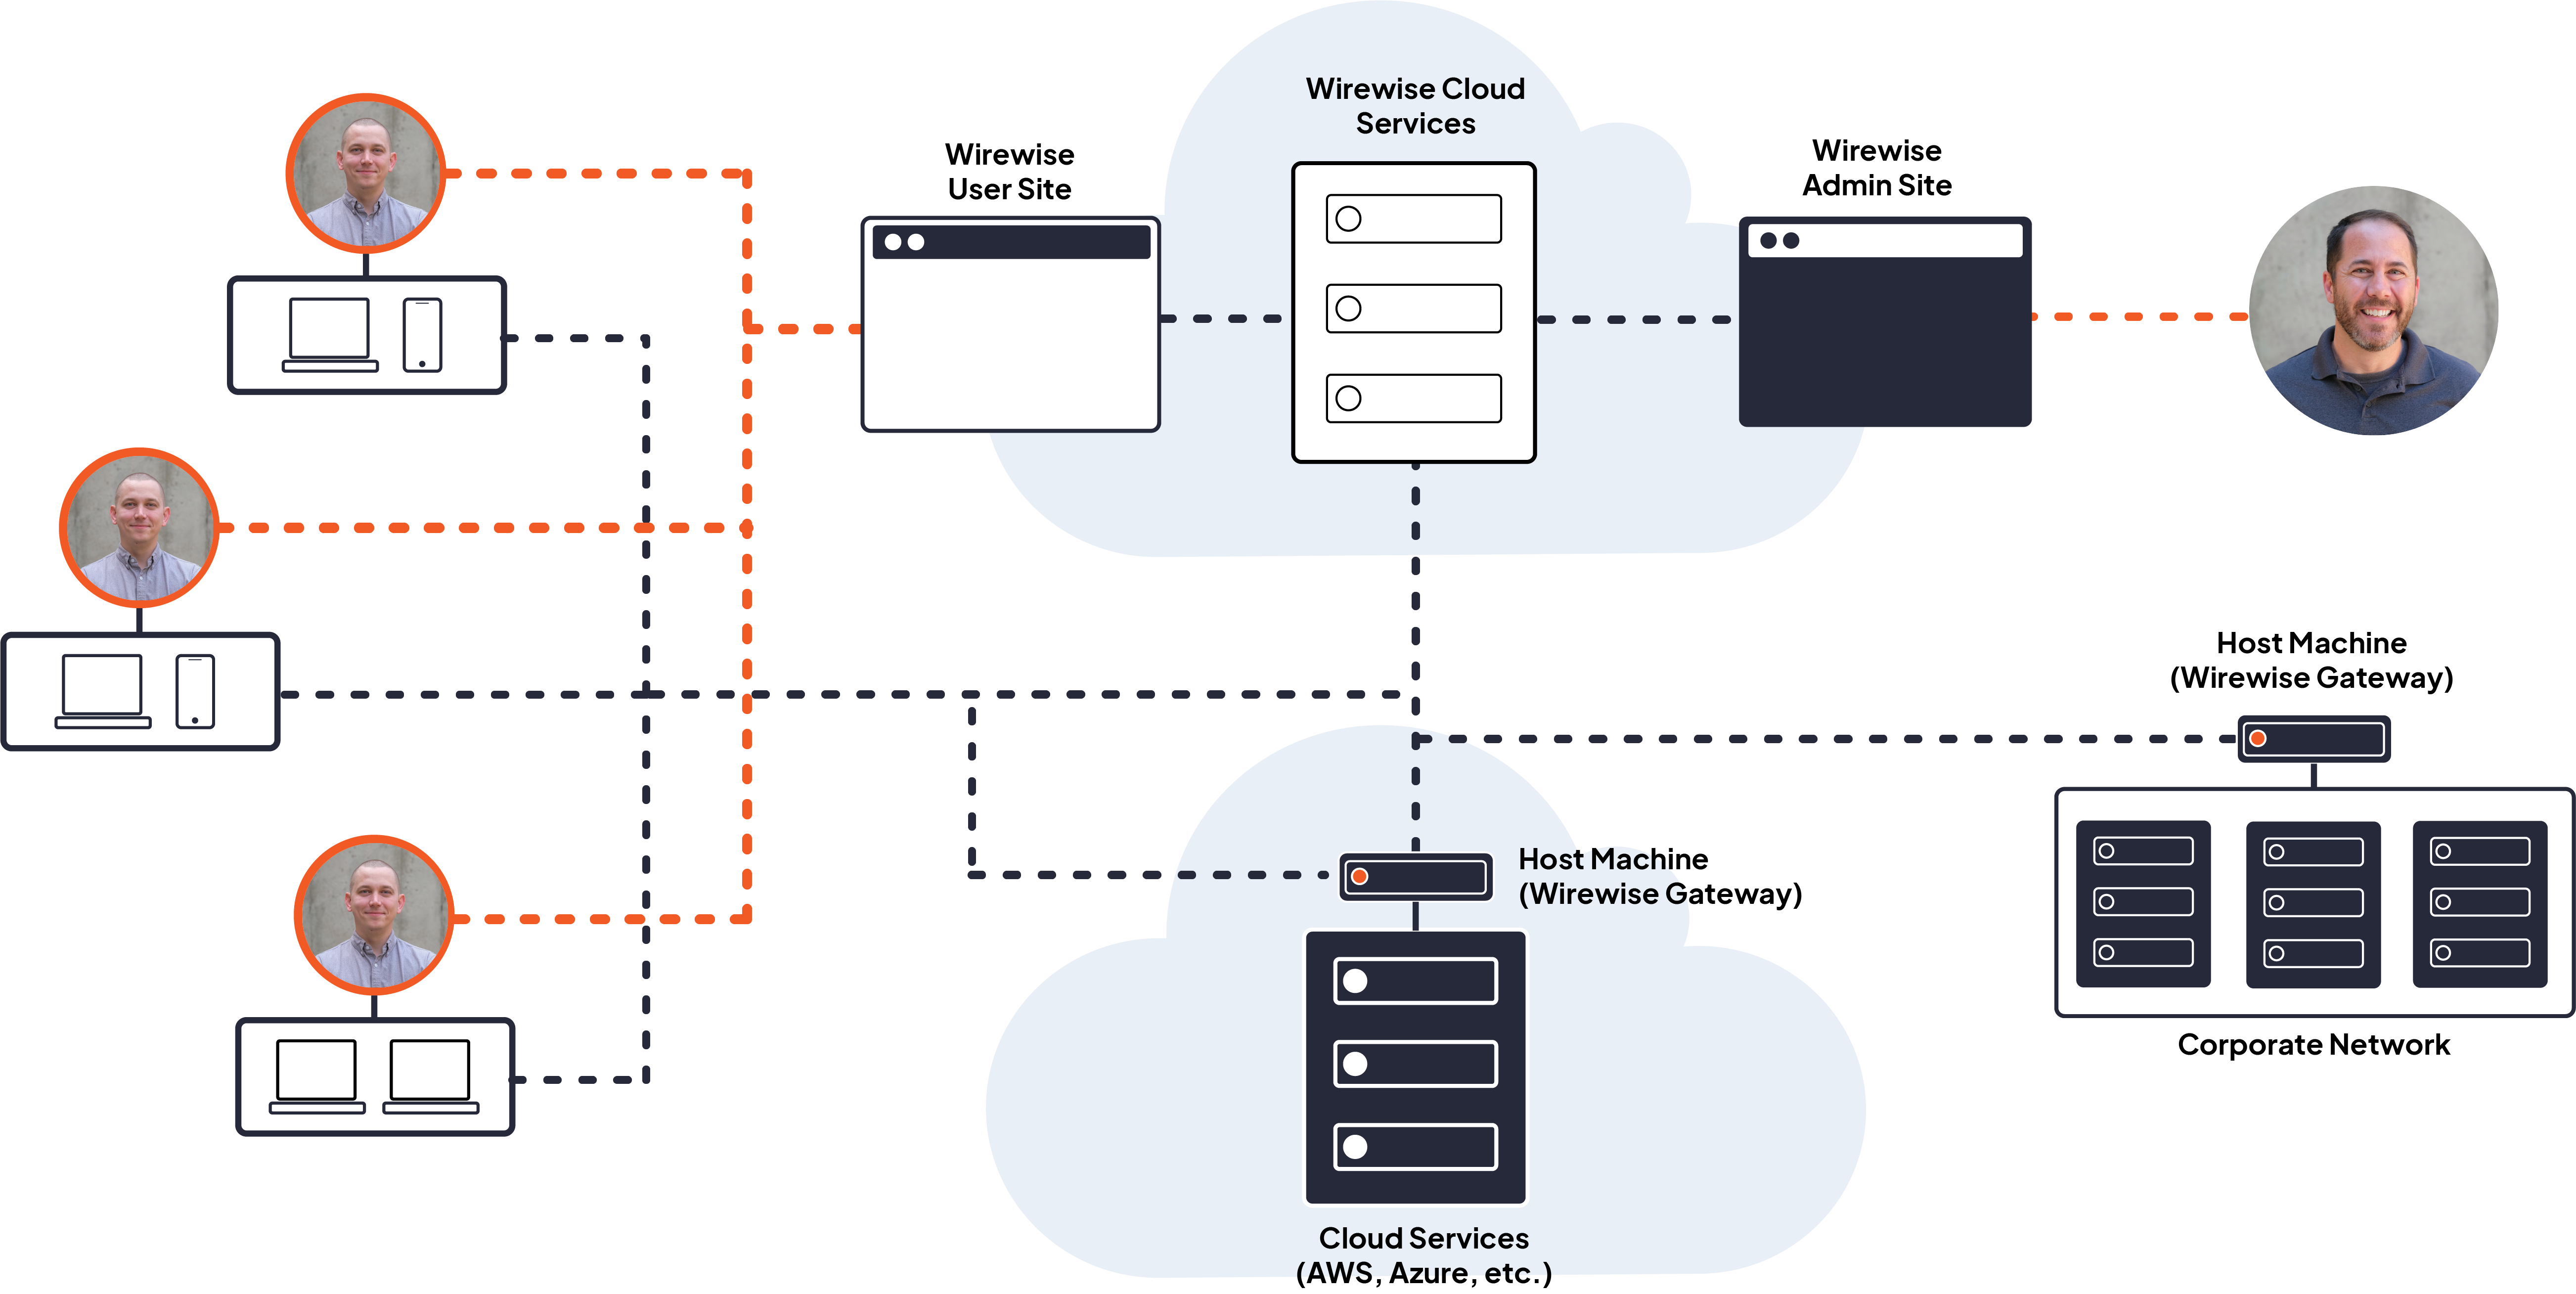 Wirewise Cloud
Services
Wirewise
User Site
Wirewise
Admin Site
Host Machine
(Wirewise Gateway)
Host Machine
(Wirewise Gateway)
Corporate Network
Cloud Services
(AWS, Azure, etc.)